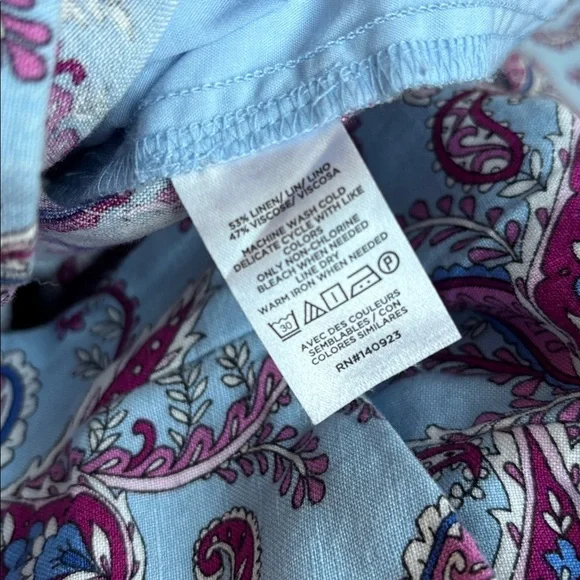 53% LINEN/ LIN/ LINO
47% VISCOSE/ VISCOSA
MACHINE WASH COLD
DELICATE CYCLE WITH LIKE
COLORS
ONLY NON-CHLORINE
BLEACH WHEN NEEDED
LINE DRY
WARM IRON WHEN NEEDED
30 P
AVEC DES COULEURS
SEMBLABLES / CON
COLORES SIMILARES
RN#140923